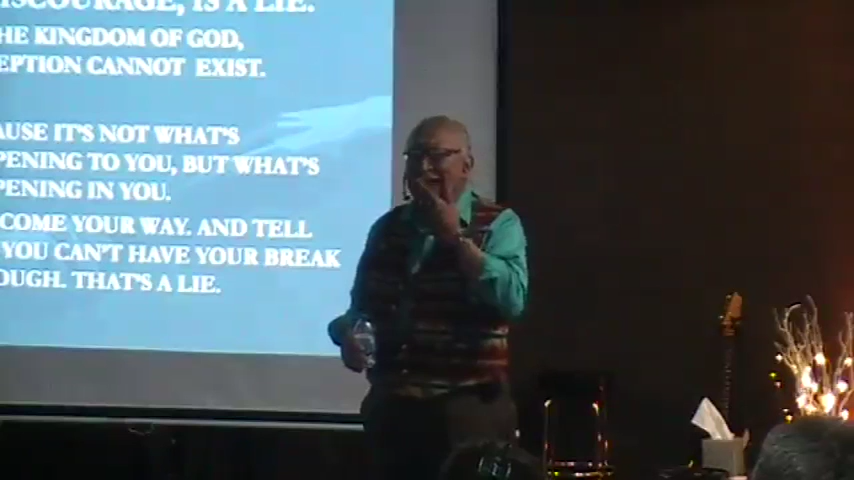 ISCOURAGE, IS A LIE.
HE KINGDOM OF GOD,
EPTION CANNOT EXIST.
AUSE IT'S NOT WHAT'S
PENING TO YOU, BUT WHAT'S
PENING IN YOU.
COME YOUR WAY. AND TELL
YOU CAN'T HAVE YOUR BREAK
OUGH. THAT'S A LIE.